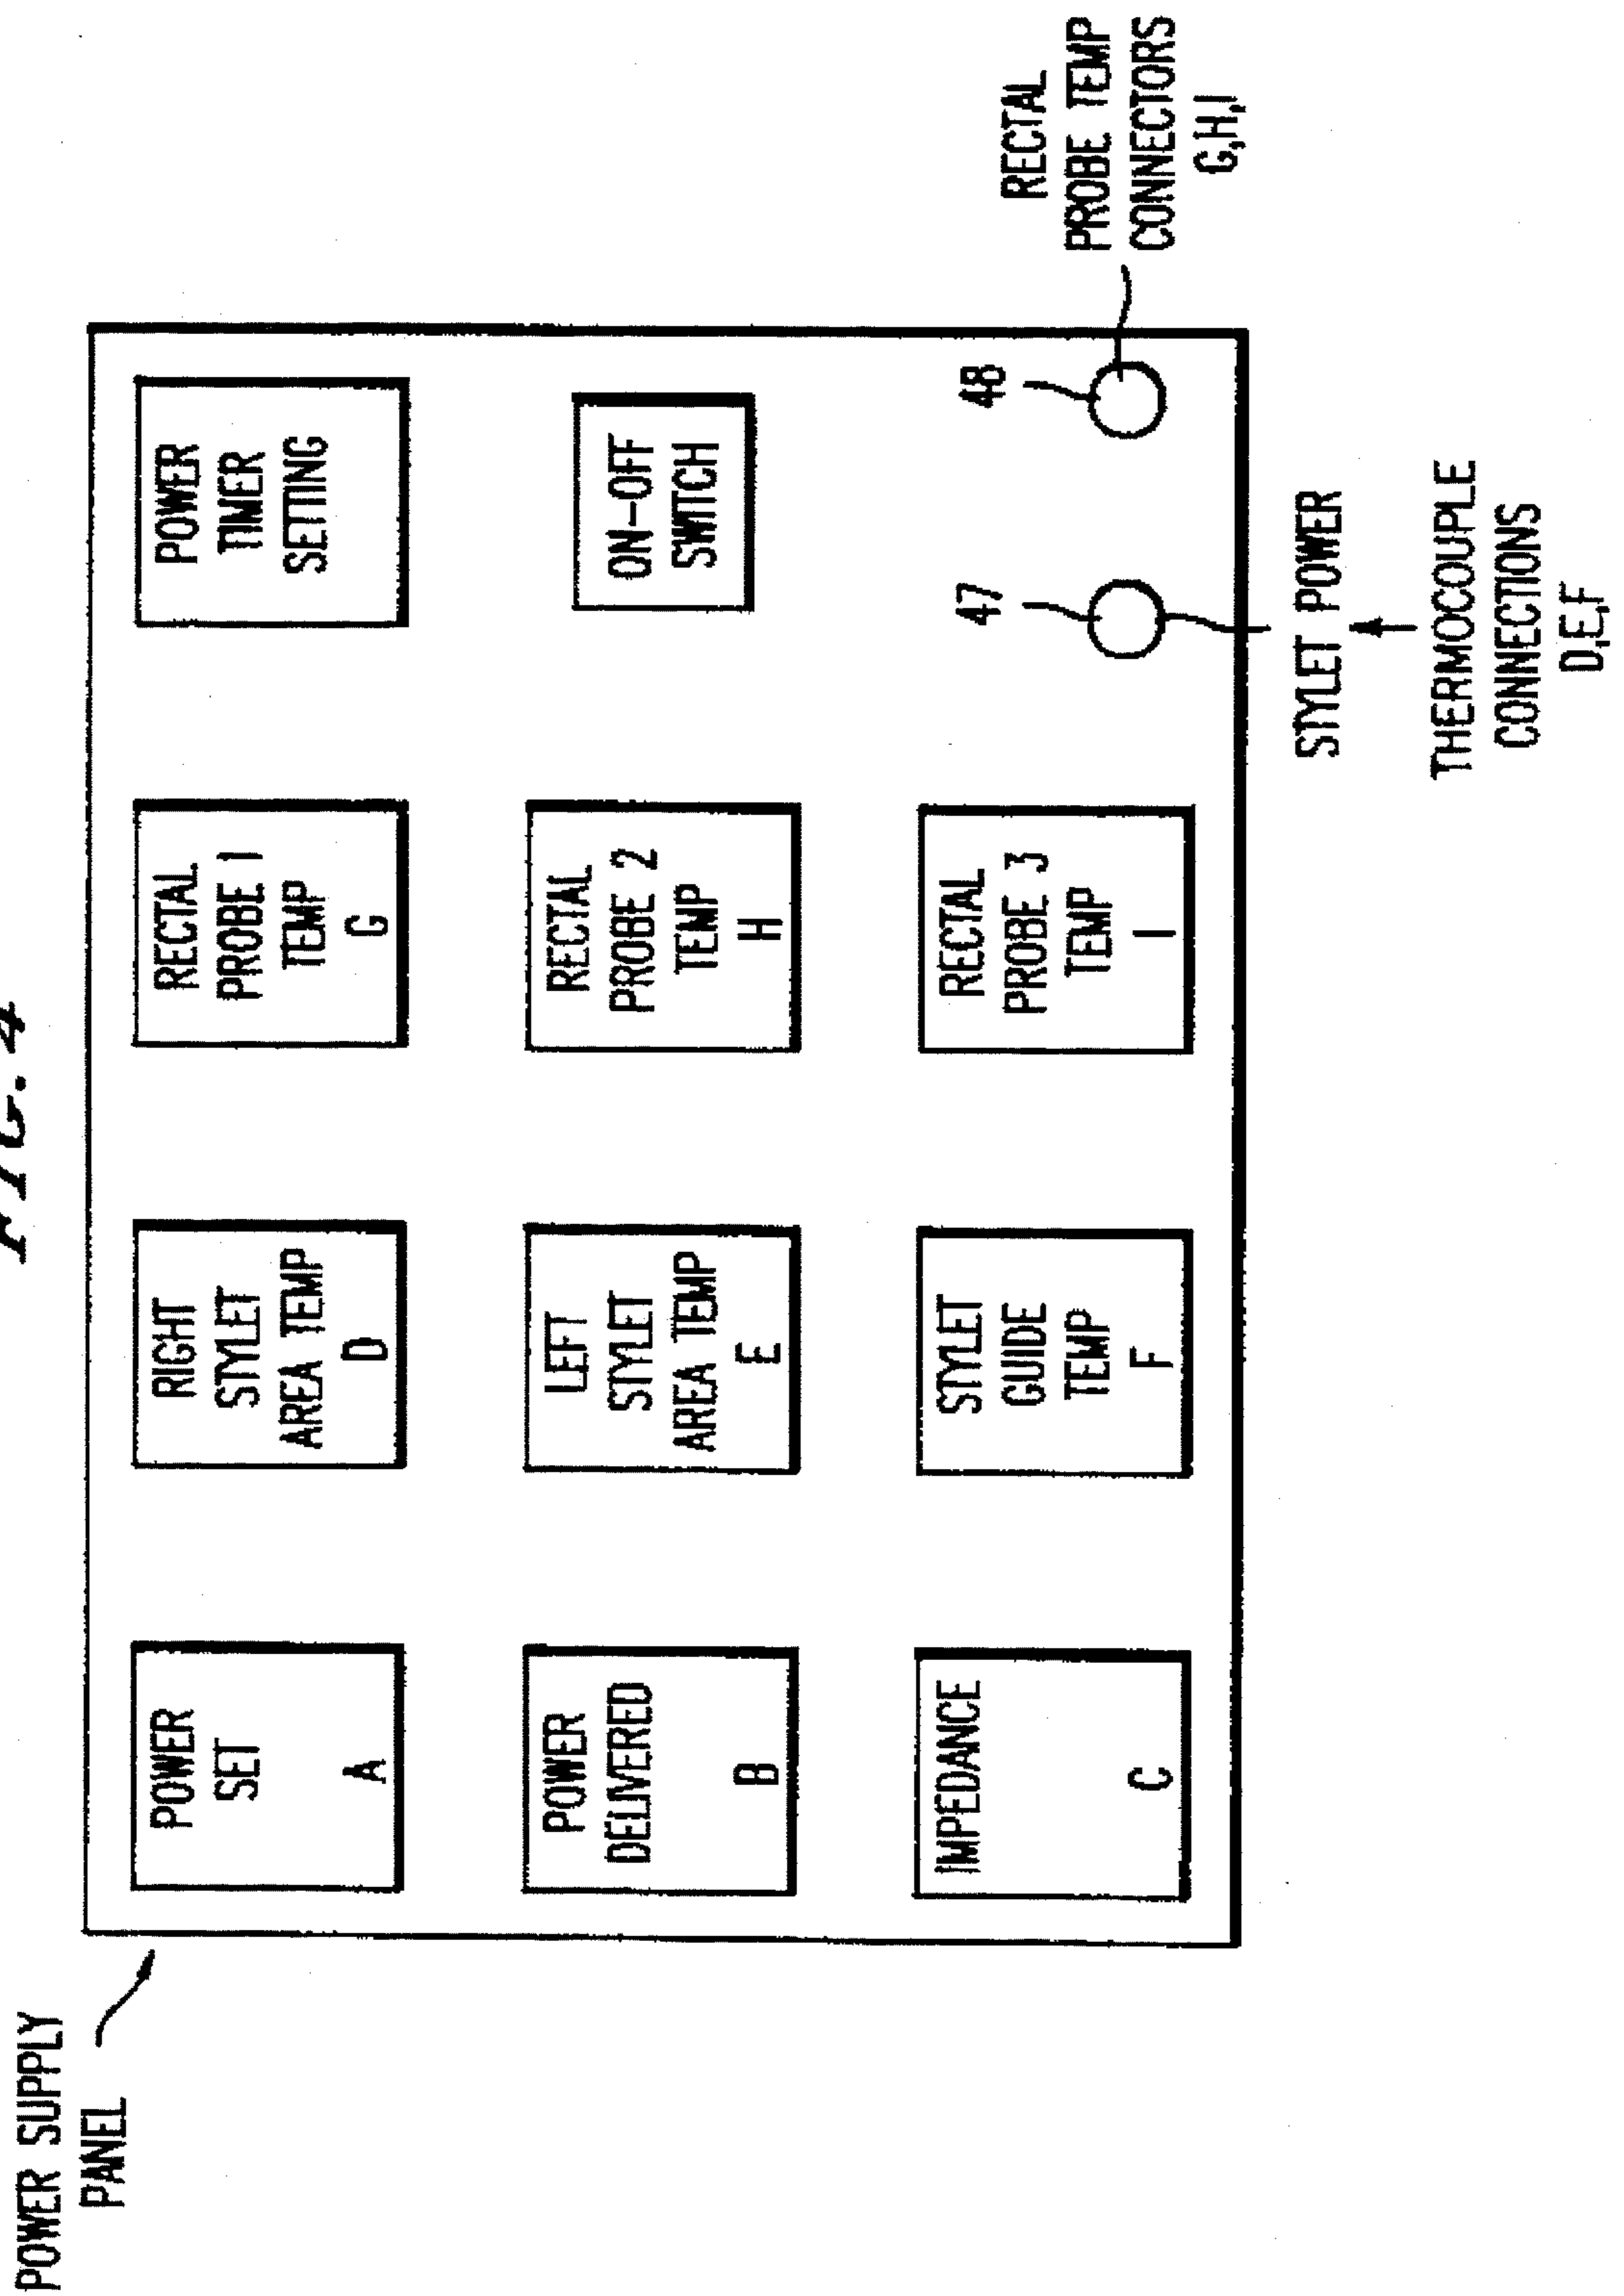 FIG. 4
POWER SUPPLY
PANEL
POWER
SET
A
RIGHT
STYLET
AREA TEMP
D
RECTAL
PROBE 1
TEMP
G
POWER
TIMER
SETTING
POWER
DELIVERED
B
LEFT
STYLET
AREA TEMP
E
RECTAL
PROBE 2
TEMP
H
ON-OFF
SWITCH
IMPEDANCE
C
STYLET
GUIDE
TEMP
F
RECTAL
PROBE 3
TEMP
I
47
48
RECTAL
PROBE TEMP
CONNECTORS
G,H,I
STYLET POWER
THERMOCOUPLE
CONNECTIONS
D,E,F